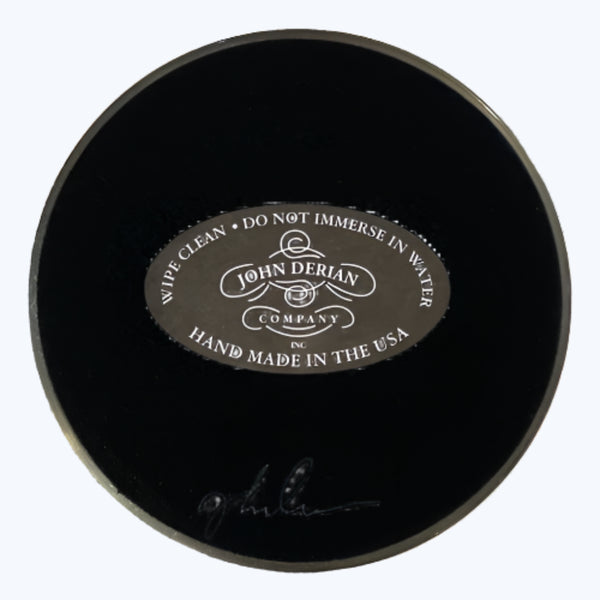 WIPE CLEAN • DO NOT IMMERSE IN WATER
JOHN DERIAN
COMPANY
INC
HAND MADE IN THE USA